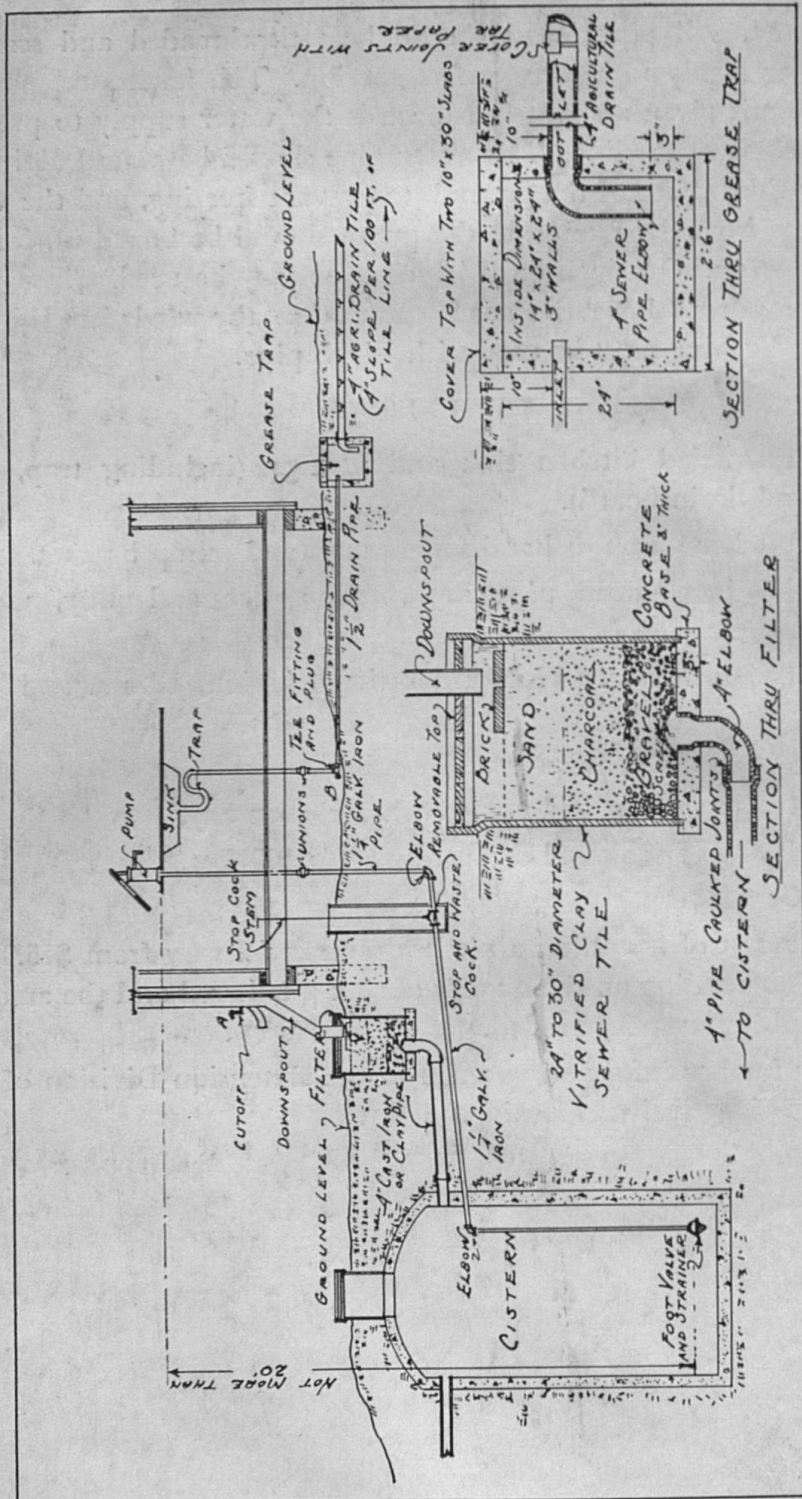 PUMP
SINK
TRAP
STOP COCK
STEM
UNIONS
TEE FITTING
AND PLUG
GREASE TRAP
GROUND LEVEL
A
CUTOFF
DOWNSPOUT
FILTER
GROUND LEVEL
1¼" GALV. IRON
PIPE
B
1½" DRAIN PIPE
4" AGRI. DRAIN TILE
(4" SLOPE PER 100 FT. OF
TILE LINE
NOT MORE THAN
20'
4" CAST IRON
OR CLAY PIPE
ELBOW
STOP AND WASTE
COCK
1¼" GALV.
IRON
ELBOW
CISTERN
FOOT VALVE
AND STRAINER
REMOVABLE TOP
DOWNSPOUT
BRICK
SAND
CHARCOAL
GRAVEL
CONCRETE
BASE 3" THICK
24" TO 30" DIAMETER
VITRIFIED CLAY
SEWER TILE
4" PIPE CAULKED JOINTS
TO CISTERN
4" ELBOW
SECTION THRU FILTER
COVER TOP WITH TWO 10" x 30" SLABS
COVER JOINTS WITH
TAR PAPER
10"
10"
INLET
INSIDE DIMENSIONS
14" x 24" x 24"
3" WALLS
OUTLET
4" AGRICULTURAL
DRAIN TILE
4" SEWER
PIPE ELBOW
24"
3"
2'-6"
SECTION THRU GREASE TRAP